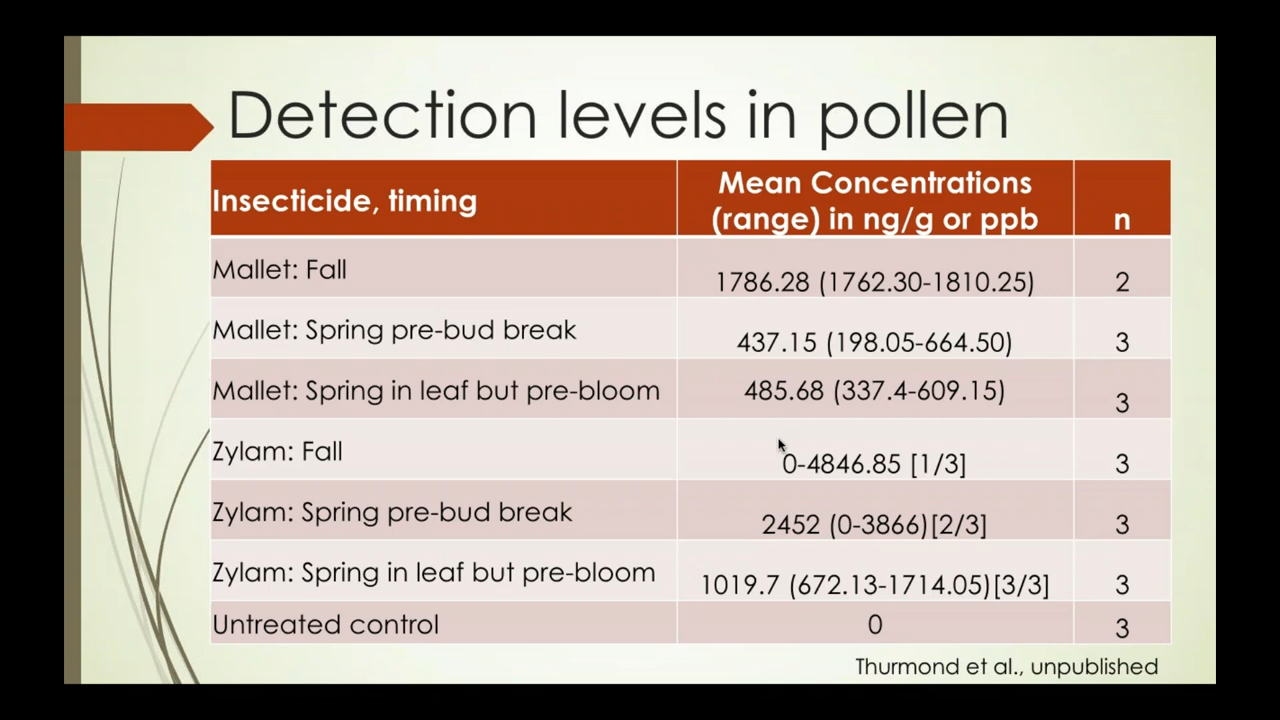 Detection levels in pollen
Insecticide, timing
Mean Concentrations
(range) in ng/g or ppb
n
Mallet: Fall
1786.28 (1762.30-1810.25)
2
Mallet: Spring pre-bud break
437.15 (198.05-664.50)
3
Mallet: Spring in leaf but pre-bloom
485.68 (337.4-609.15)
3
Zylam: Fall
0-4846.85 [1/3]
3
Zylam: Spring pre-bud break
2452 (0-3866)[2/3]
3
Zylam: Spring in leaf but pre-bloom
1019.7 (672.13-1714.05)[3/3]
3
Untreated control
0
3
Thurmond et al., unpublished